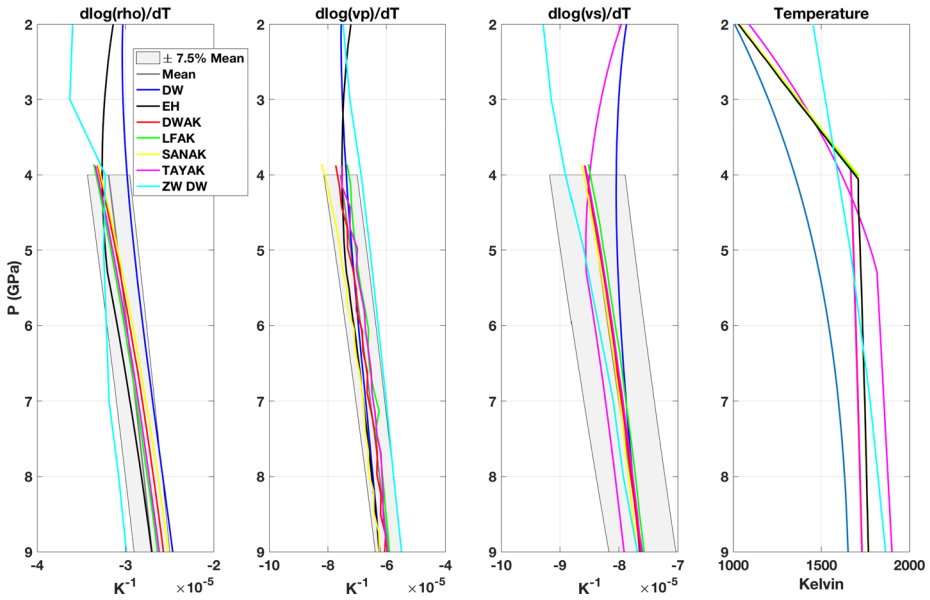 dlog(rho)/dT
dlog(vp)/dT
dlog(vs)/dT
Temperature
P (GPa)
2
3
4
5
6
7
8
9
± 7.5% Mean
Mean
DW
EH
DWAK
LFAK
SANAK
TAYAK
ZW DW
-4 -3 -2
K⁻¹ ×10⁻⁵
2
3
4
5
6
7
8
9
-10 -8 -6 -4
K⁻¹ ×10⁻⁵
2
3
4
5
6
7
8
9
-10 -9 -8 -7
K⁻¹ ×10⁻⁵
2
3
4
5
6
7
8
9
1000 1500 2000
Kelvin